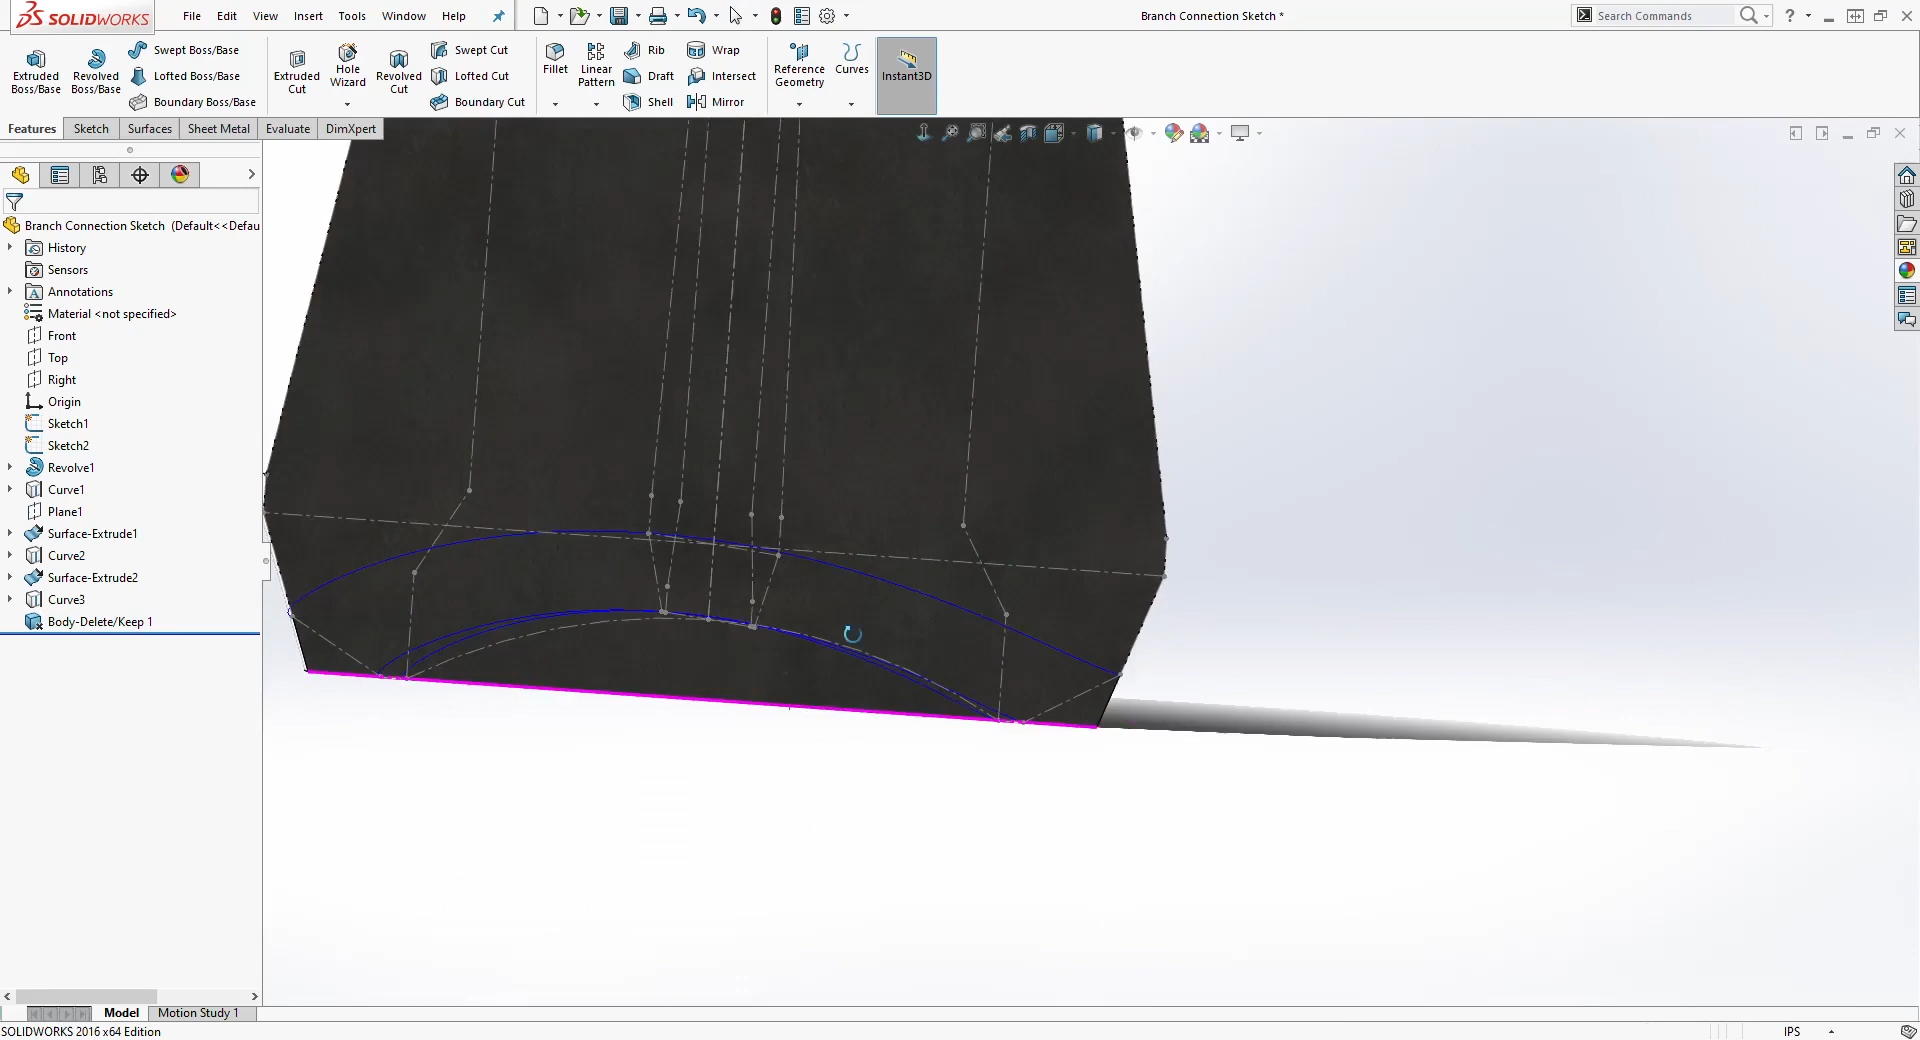 SOLIDWORKS
File Edit View Insert Tools Window Help
Branch Connection Sketch *
Search Commands
?
Extruded Boss/Base
Revolved Boss/Base
Swept Boss/Base
Lofted Boss/Base
Boundary Boss/Base
Extruded Cut
Hole Wizard
Revolved Cut
Swept Cut
Lofted Cut
Boundary Cut
Fillet
Linear Pattern
Rib
Draft
Shell
Wrap
Intersect
Mirror
Reference Geometry
Curves
Instant3D
Features Sketch Surfaces Sheet Metal Evaluate DimXpert
Branch Connection Sketch (Default<<Defau
History
Sensors
Annotations
Material <not specified>
Front
Top
Right
Origin
Sketch1
Sketch2
Revolve1
Curve1
Plane1
Surface-Extrude1
Curve2
Surface-Extrude2
Curve3
Body-Delete/Keep 1
Model Motion Study 1
SOLIDWORKS 2016 x64 Edition
IPS